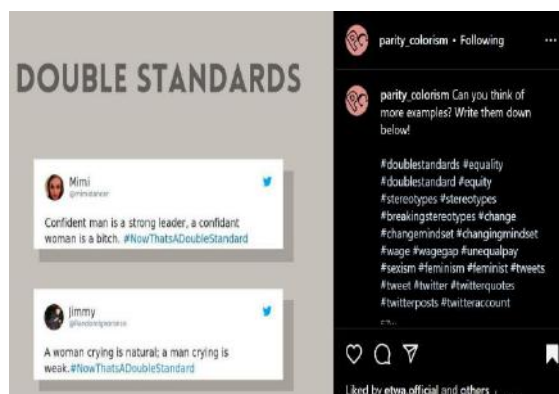 DOUBLE STANDARDS
Mimi
Confident man is a strong leader, a confidant
woman is a bitch. #NowThatsADoubleStandard
Jimmy
A woman crying is natural; a man crying is
weak.#NowThatsADoubleStandard
parity_colorism • Following
parity_colorism Can you think of
more examples? Write them down
below!
#doublestandards #equality
#doublestandard #equity
#stereotypes #stereotypes
#breakingstereotypes #change
#changemindset #changingmindset
#wage #wagegap #unequalpay
#sexism #feminism #feminist #tweets
#tweet #twitter #twitterquotes
#twitterposts #twitteraccount
Liked by etwa.official and others